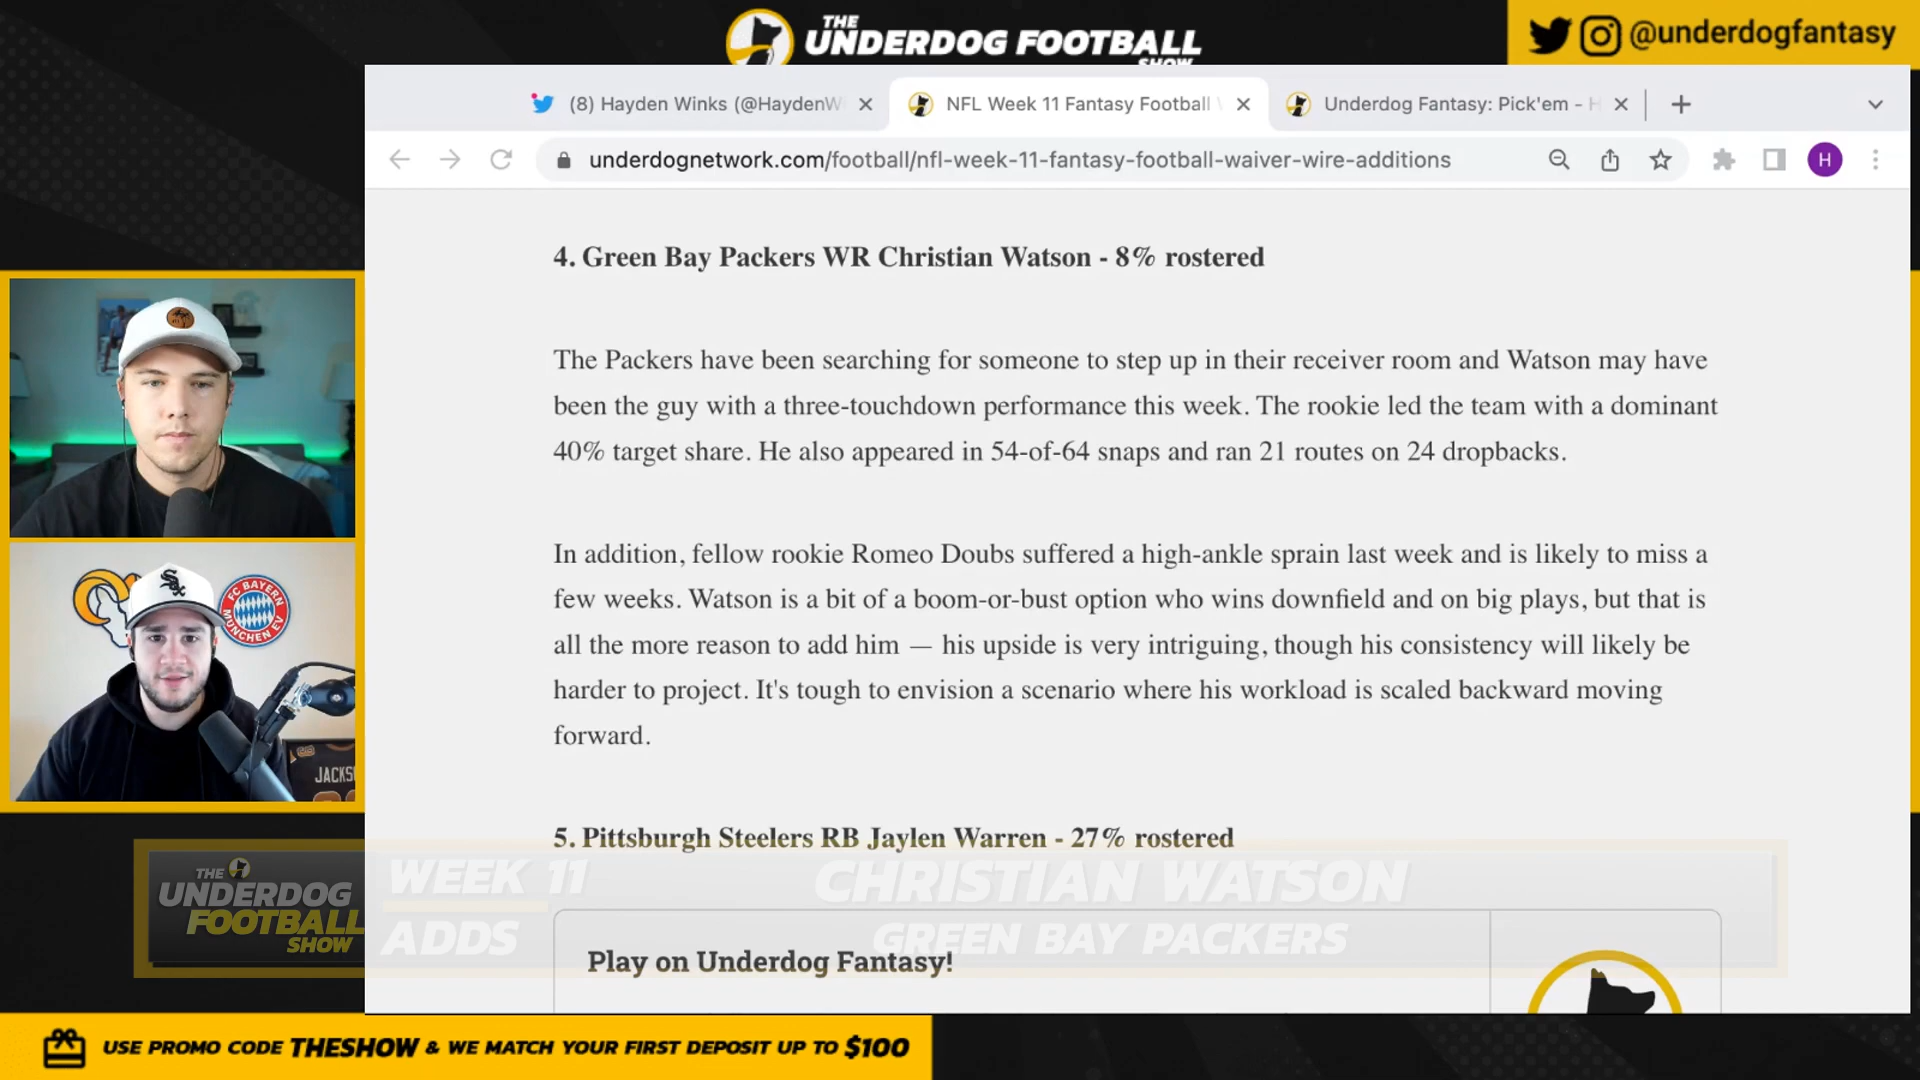 THE
UNDERDOG FOOTBALL
SHOW
@underdogfantasy
(8) Hayden Winks (@HaydenW
NFL Week 11 Fantasy Football
Underdog Fantasy: Pick'em - H
underdognetwork.com/football/nfl-week-11-fantasy-football-waiver-wire-additions
H
4. Green Bay Packers WR Christian Watson - 8% rostered
The Packers have been searching for someone to step up in their receiver room and Watson may have
been the guy with a three-touchdown performance this week. The rookie led the team with a dominant
40% target share. He also appeared in 54-of-64 snaps and ran 21 routes on 24 dropbacks.
In addition, fellow rookie Romeo Doubs suffered a high-ankle sprain last week and is likely to miss a
few weeks. Watson is a bit of a boom-or-bust option who wins downfield and on big plays, but that is
all the more reason to add him — his upside is very intriguing, though his consistency will likely be
harder to project. It's tough to envision a scenario where his workload is scaled backward moving
forward.
5. Pittsburgh Steelers RB Jaylen Warren - 27% rostered
Play on Underdog Fantasy!
Sox
FC BAYERN
MÜNCHEN EV
JACKS
THE
UNDERDOG
FOOTBALL
SHOW
WEEK 11
ADDS
CHRISTIAN WATSON
GREEN BAY PACKERS
USE PROMO CODE THESHOW & WE MATCH YOUR FIRST DEPOSIT UP TO $100